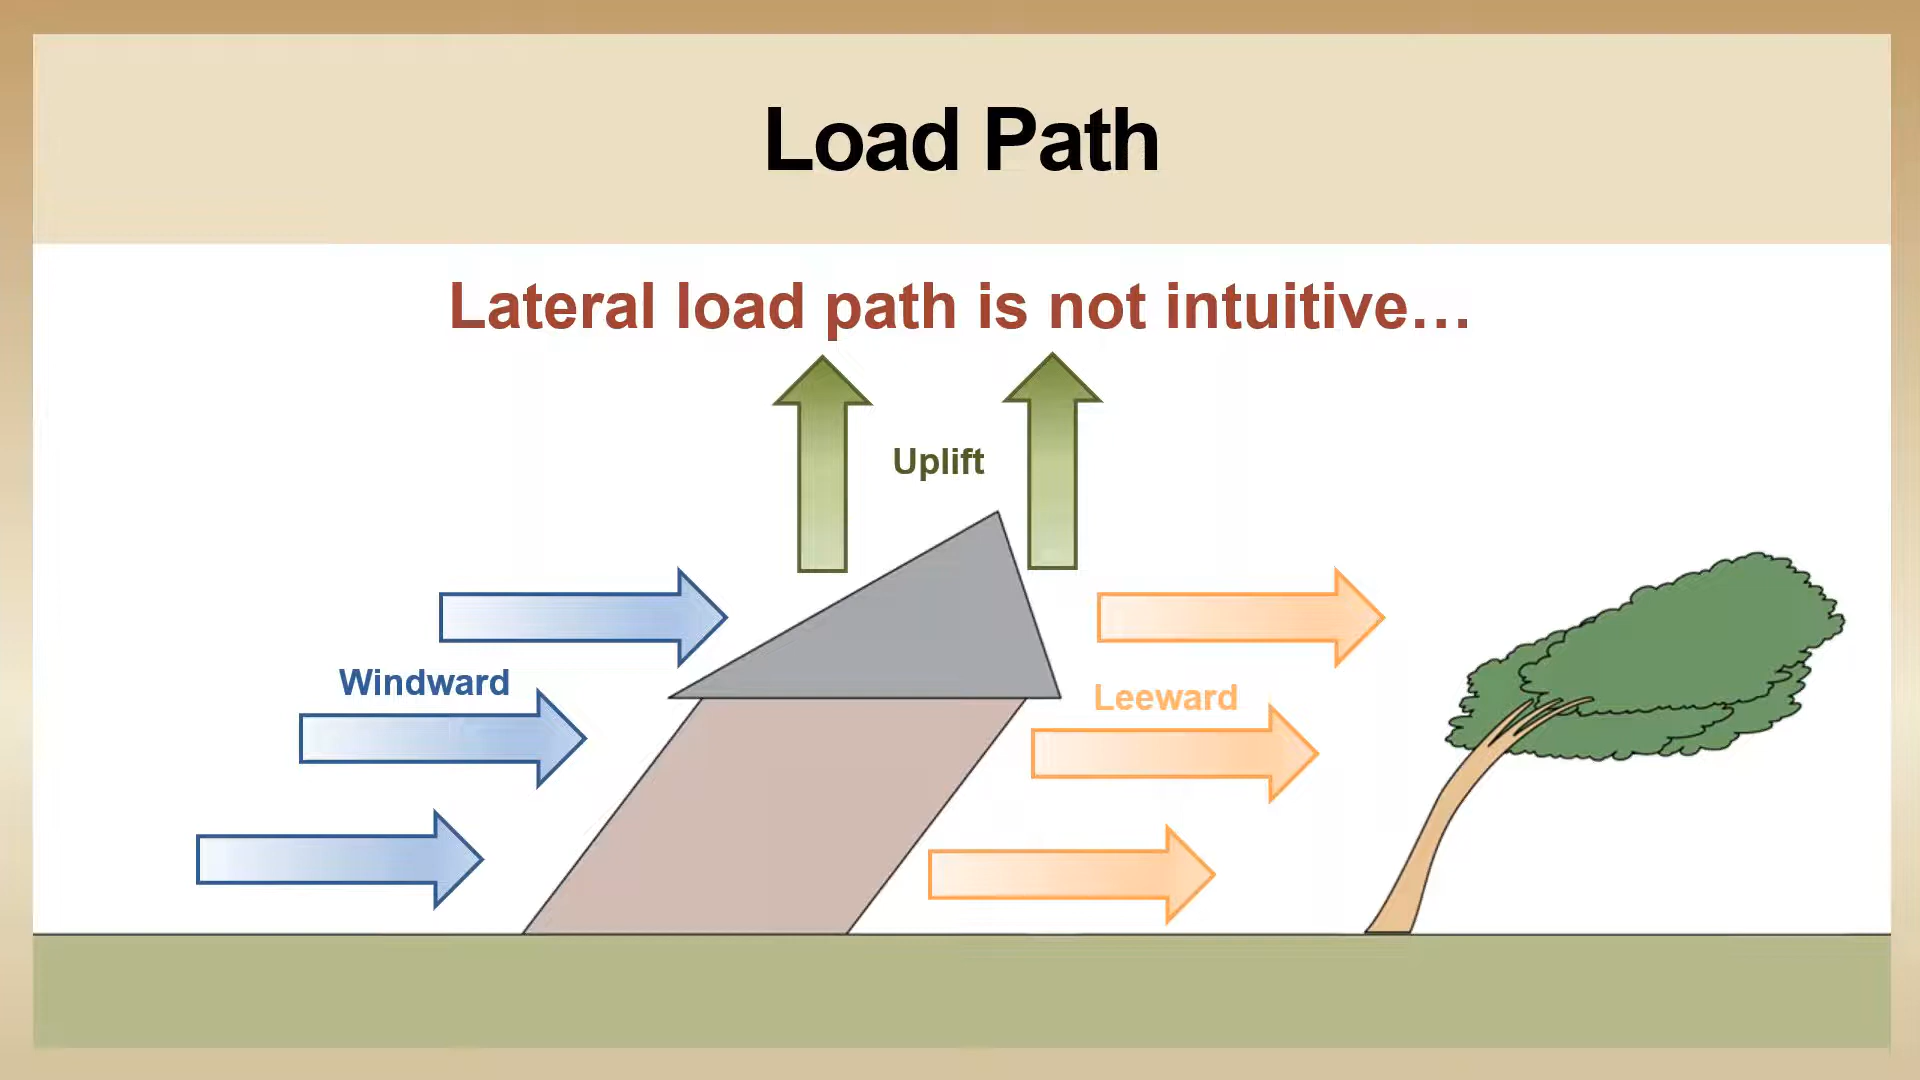 Load Path
Lateral load path is not intuitive…
Uplift
Windward
Leeward